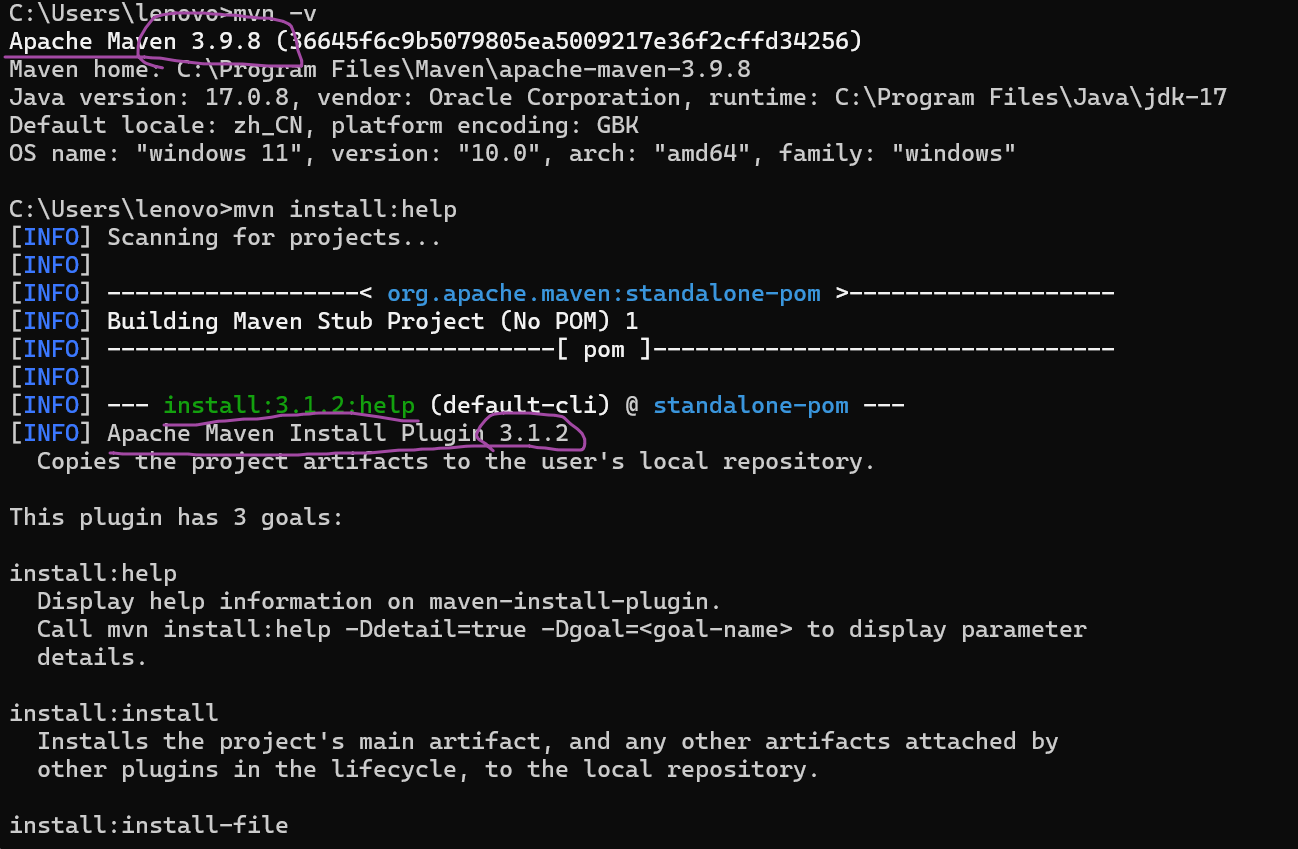 C:\Users\lenovo>mvn -v
Apache Maven 3.9.8 (36645f6c9b5079805ea5009217e36f2cffd34256)
Maven home: C:\Program Files\Maven\apache-maven-3.9.8
Java version: 17.0.8, vendor: Oracle Corporation, runtime: C:\Program Files\Java\jdk-17
Default locale: zh_CN, platform encoding: GBK
OS name: "windows 11", version: "10.0", arch: "amd64", family: "windows"
C:\Users\lenovo>mvn install:help
[INFO] Scanning for projects...
[INFO]
[INFO] ------------------< org.apache.maven:standalone-pom >-------------------
[INFO] Building Maven Stub Project (No POM) 1
[INFO] --------------------------------[ pom ]---------------------------------
[INFO]
[INFO] --- install:3.1.2:help (default-cli) @ standalone-pom ---
[INFO] Apache Maven Install Plugin 3.1.2
  Copies the project artifacts to the user's local repository.
This plugin has 3 goals:
install:help
  Display help information on maven-install-plugin.
  Call mvn install:help -Ddetail=true -Dgoal=<goal-name> to display parameter
  details.
install:install
  Installs the project's main artifact, and any other artifacts attached by
  other plugins in the lifecycle, to the local repository.
install:install-file